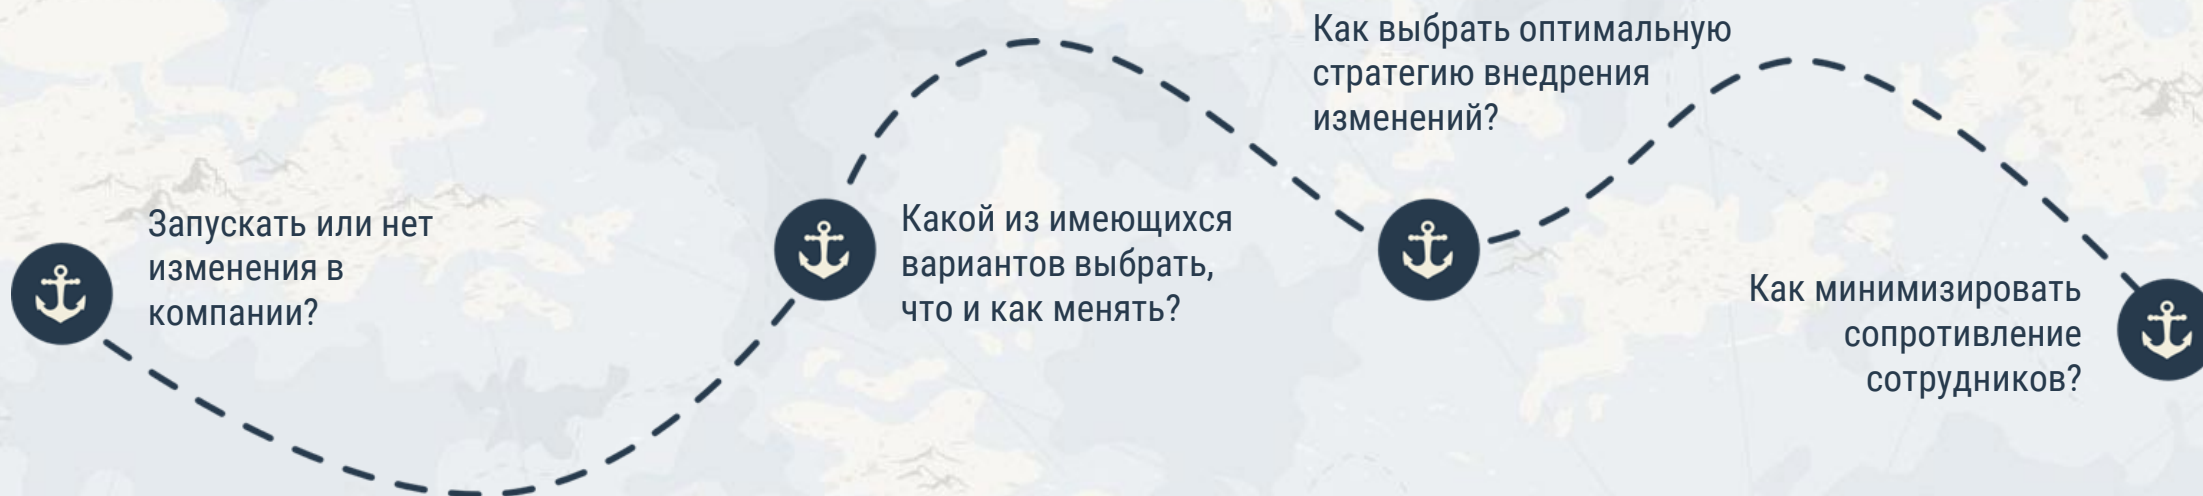 Запускать или нет
изменения в
компании?
Какой из имеющихся
вариантов выбрать,
что и как менять?
Как выбрать оптимальную
стратегию внедрения
изменений?
Как минимизировать
сопротивление
сотрудников?